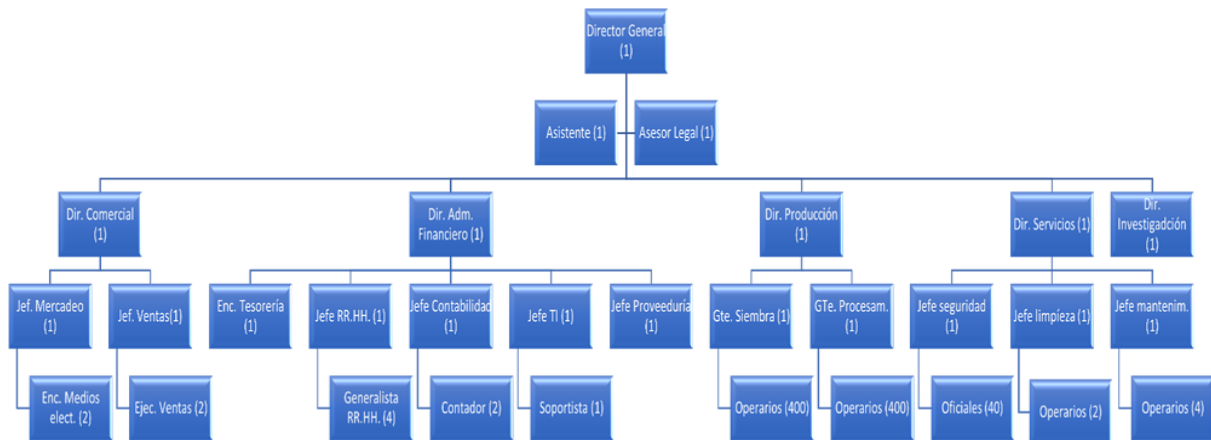 Director General
(1)
Asistente (1)
Asesor Legal (1)
Dir. Comercial
(1)
Dir. Adm.
Financiero (1)
Dir. Producción
(1)
Dir. Servicios (1)
Dir.
Investigadción
(1)
Jef. Mercadeo
(1)
Jef. Ventas(1)
Enc. Tesorería
(1)
Jefe RR.HH. (1)
Jefe Contabilidad
(1)
Jefe TI (1)
Jefe Proveeduría
(1)
Gte. Siembra (1)
GTe. Procesam.
(1)
Jefe seguridad
(1)
Jefe limpieza (1)
Jefe mantenim.
(1)
Enc. Medios
elect. (2)
Ejec. Ventas (2)
Generalista
RR.HH. (4)
Contador (2)
Soportista (1)
Operarios (400)
Operarios (400)
Oficiales (40)
Operarios (2)
Operarios (4)